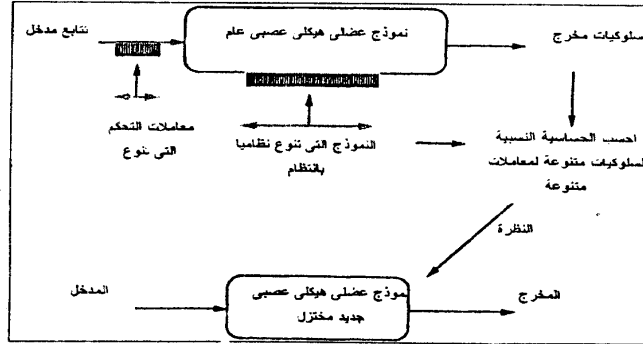 نموذج عضلى هيكلى عصبى عام
نتابع مدخل
سلوكيات مخرج
معاملات التحكم
التى تنوع
النموذج التى تنوع نظاميا
بانتظام
احسب الحساسية النسبية
لسلوكيات متنوعة لمعاملات
متنوعة
النظرة
المدخل
نموذج عضلى هيكلى عصبى
جديد مختزل
المخرج